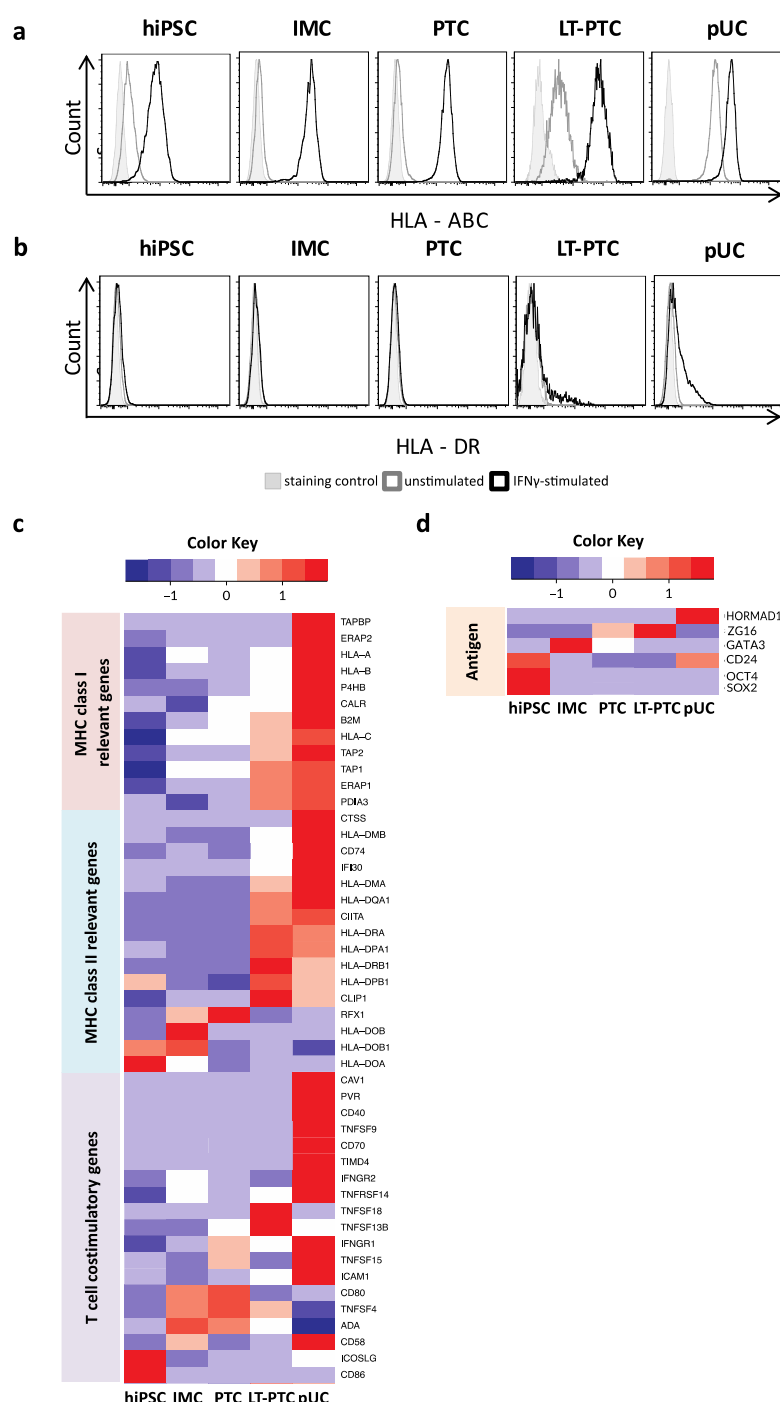 a
hiPSC IMC PTC LT-PTC pUC
Count
HLA - ABC
b
hiPSC IMC PTC LT-PTC pUC
Count
HLA - DR
staining control unstimulated IFNγ-stimulated
c
Color Key
−1 0 1
MHC class I relevant genes
TAPBP
ERAP2
HLA−A
HLA−B
P4HB
CALR
B2M
HLA−C
TAP2
TAP1
ERAP1
PDIA3
MHC class II relevant genes
CTSS
HLA−DMB
CD74
IFI30
HLA−DMA
HLA−DQA1
CIITA
HLA−DRA
HLA−DPA1
HLA−DRB1
HLA−DPB1
CLIP1
RFX1
HLA−DOB
HLA−DOB1
HLA−DOA
T cell costimulatory genes
CAV1
PVR
CD40
TNFSF9
CD70
TIMD4
IFNGR2
TNFRSF14
TNFSF18
TNFSF13B
IFNGR1
TNFSF15
ICAM1
CD80
TNFSF4
ADA
CD58
ICOSLG
CD86
hiPSC IMC PTC LT-PTC pUC
d
Color Key
−1 0 1
Antigen
HORMAD1
ZG16
GATA3
CD24
OCT4
SOX2
hiPSC IMC PTC LT-PTC pUC